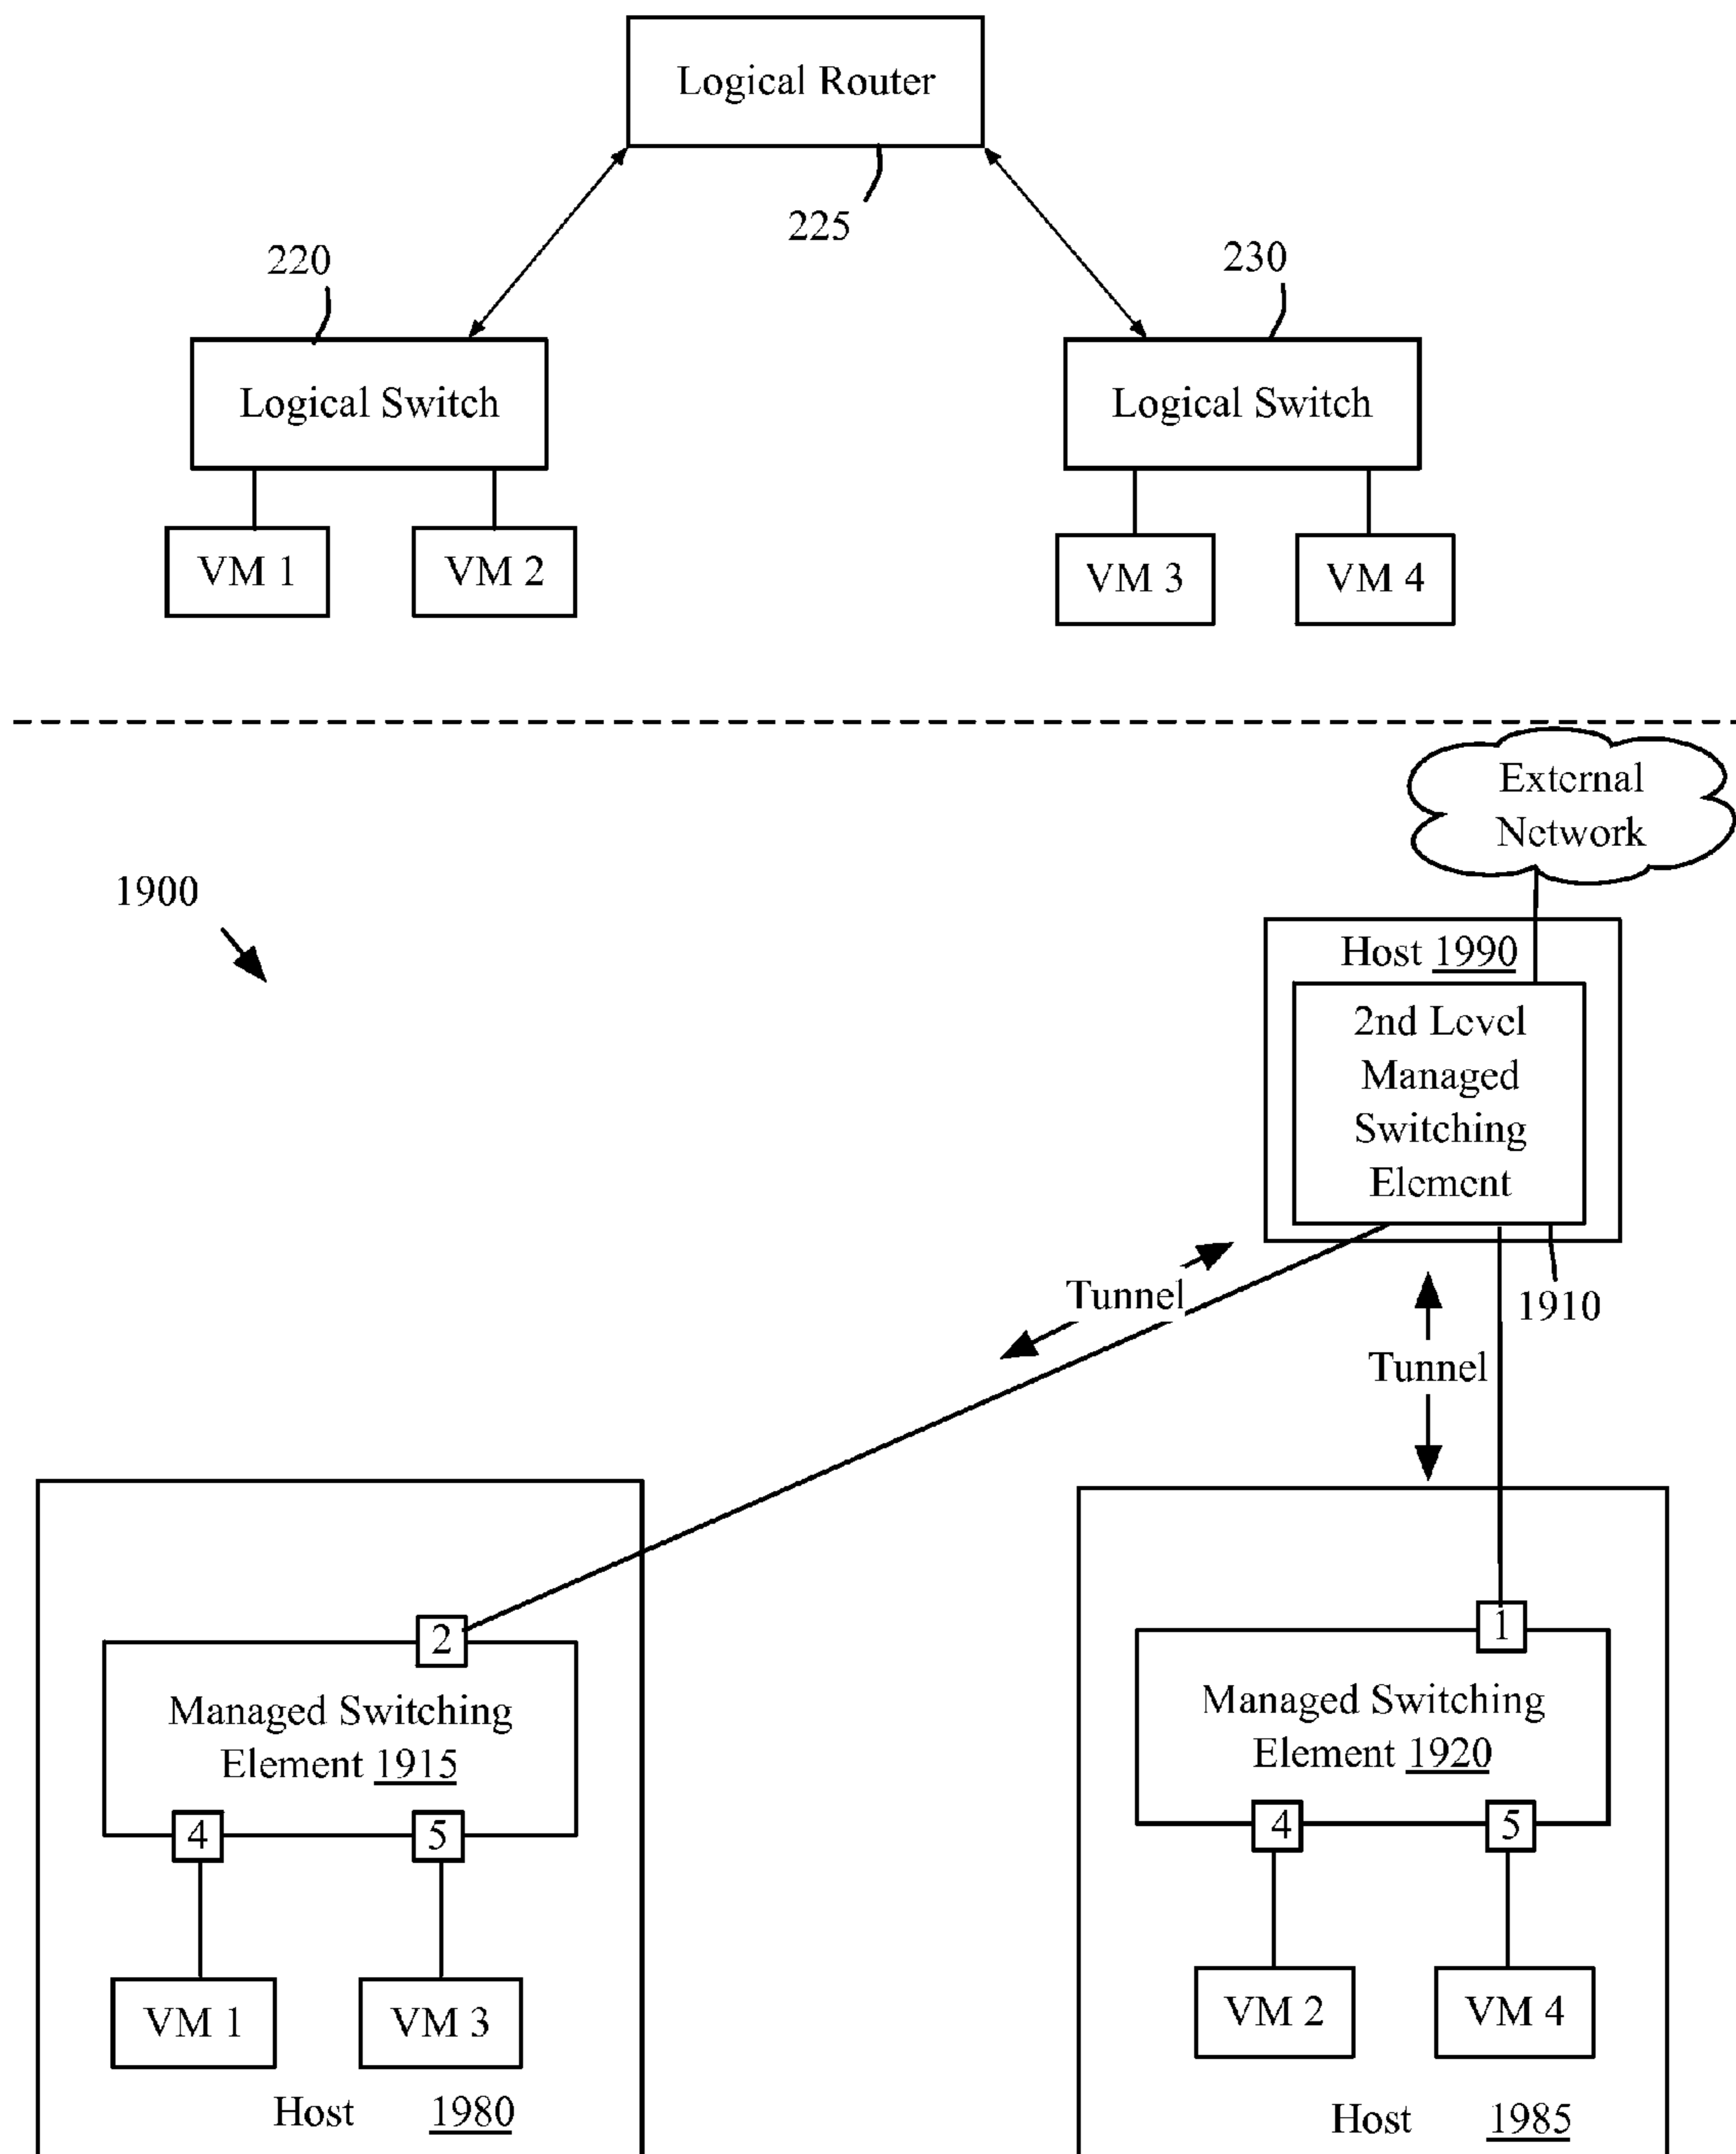 Logical Router
225
220
230
Logical Switch
Logical Switch
VM 1
VM 2
VM 3
VM 4
External
Network
1900
Host 1990
2nd Level
Managed
Switching
Element
Tunnel
1910
Tunnel
2
1
Managed Switching
Element 1915
Managed Switching
Element 1920
4
5
4
5
VM 1
VM 3
VM 2
VM 4
Host 1980
Host 1985